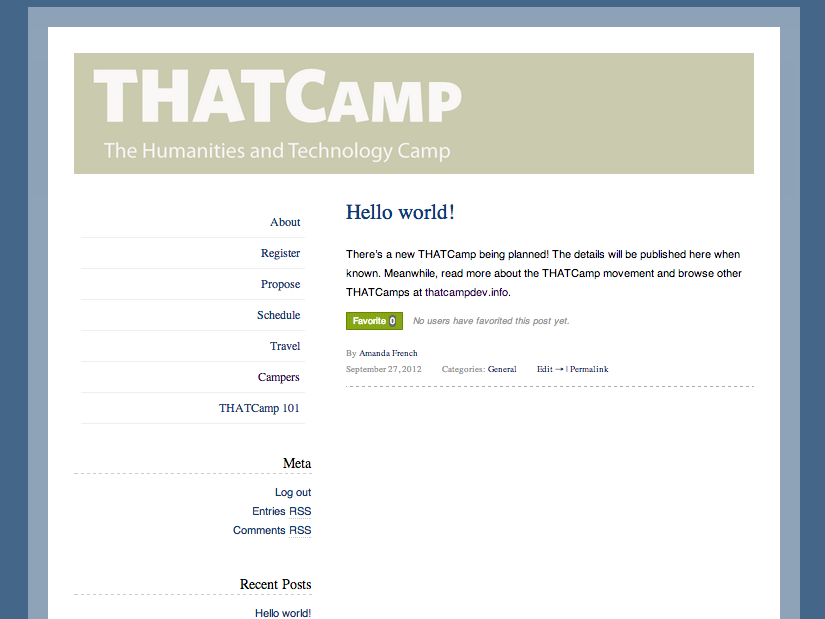 THATCAMP
The Humanities and Technology Camp
About
Register
Propose
Schedule
Travel
Campers
THATCamp 101
Meta
Log out
Entries RSS
Comments RSS
Recent Posts
Hello world!
Hello world!
There's a new THATCamp being planned! The details will be published here when
known. Meanwhile, read more about the THATCamp movement and browse other
THATCamps at thatcampdev.info.
Favorite 0 No users have favorited this post yet.
By Amanda French
September 27, 2012 Categories: General Edit → | Permalink